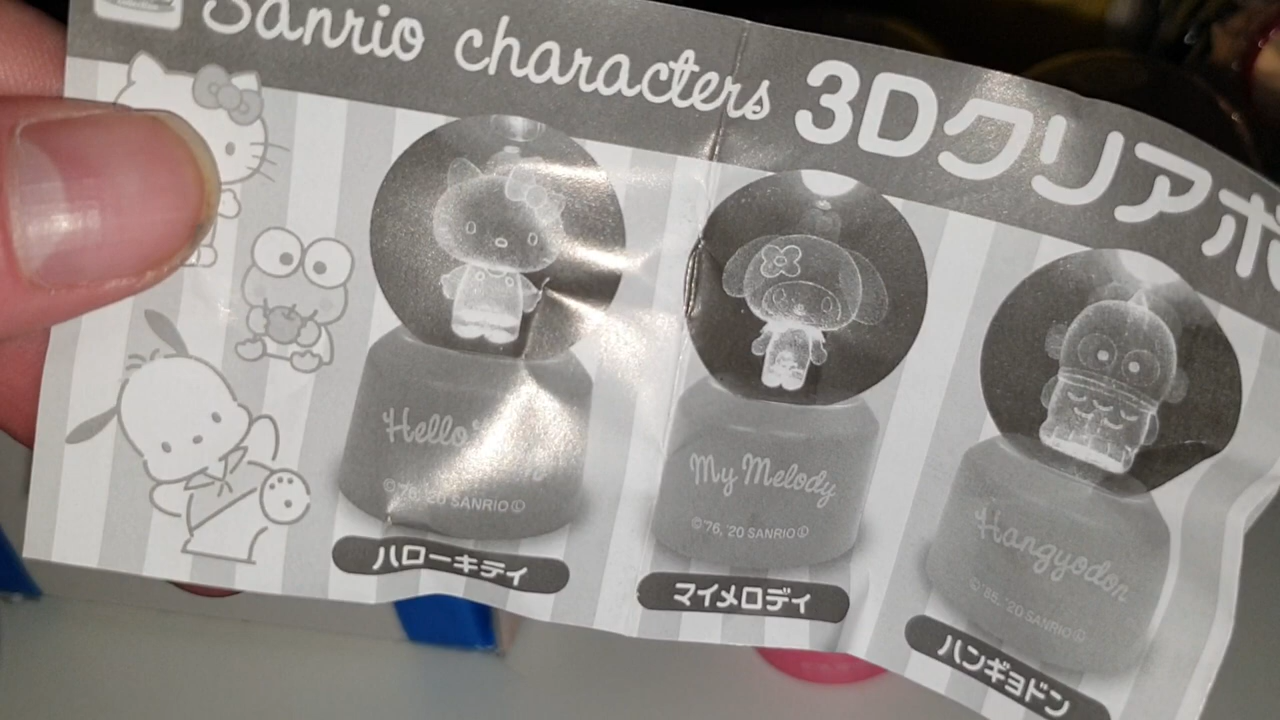 Sanrio characters 3Dクリアボ
Hello
©'76, '20 SANRIO Ⓛ
ハローキティ
My Melody
©'76, '20 SANRIO Ⓛ
マイメロディ
Hangyodon
©'85, '20 SANRIO Ⓛ
ハンギョドン